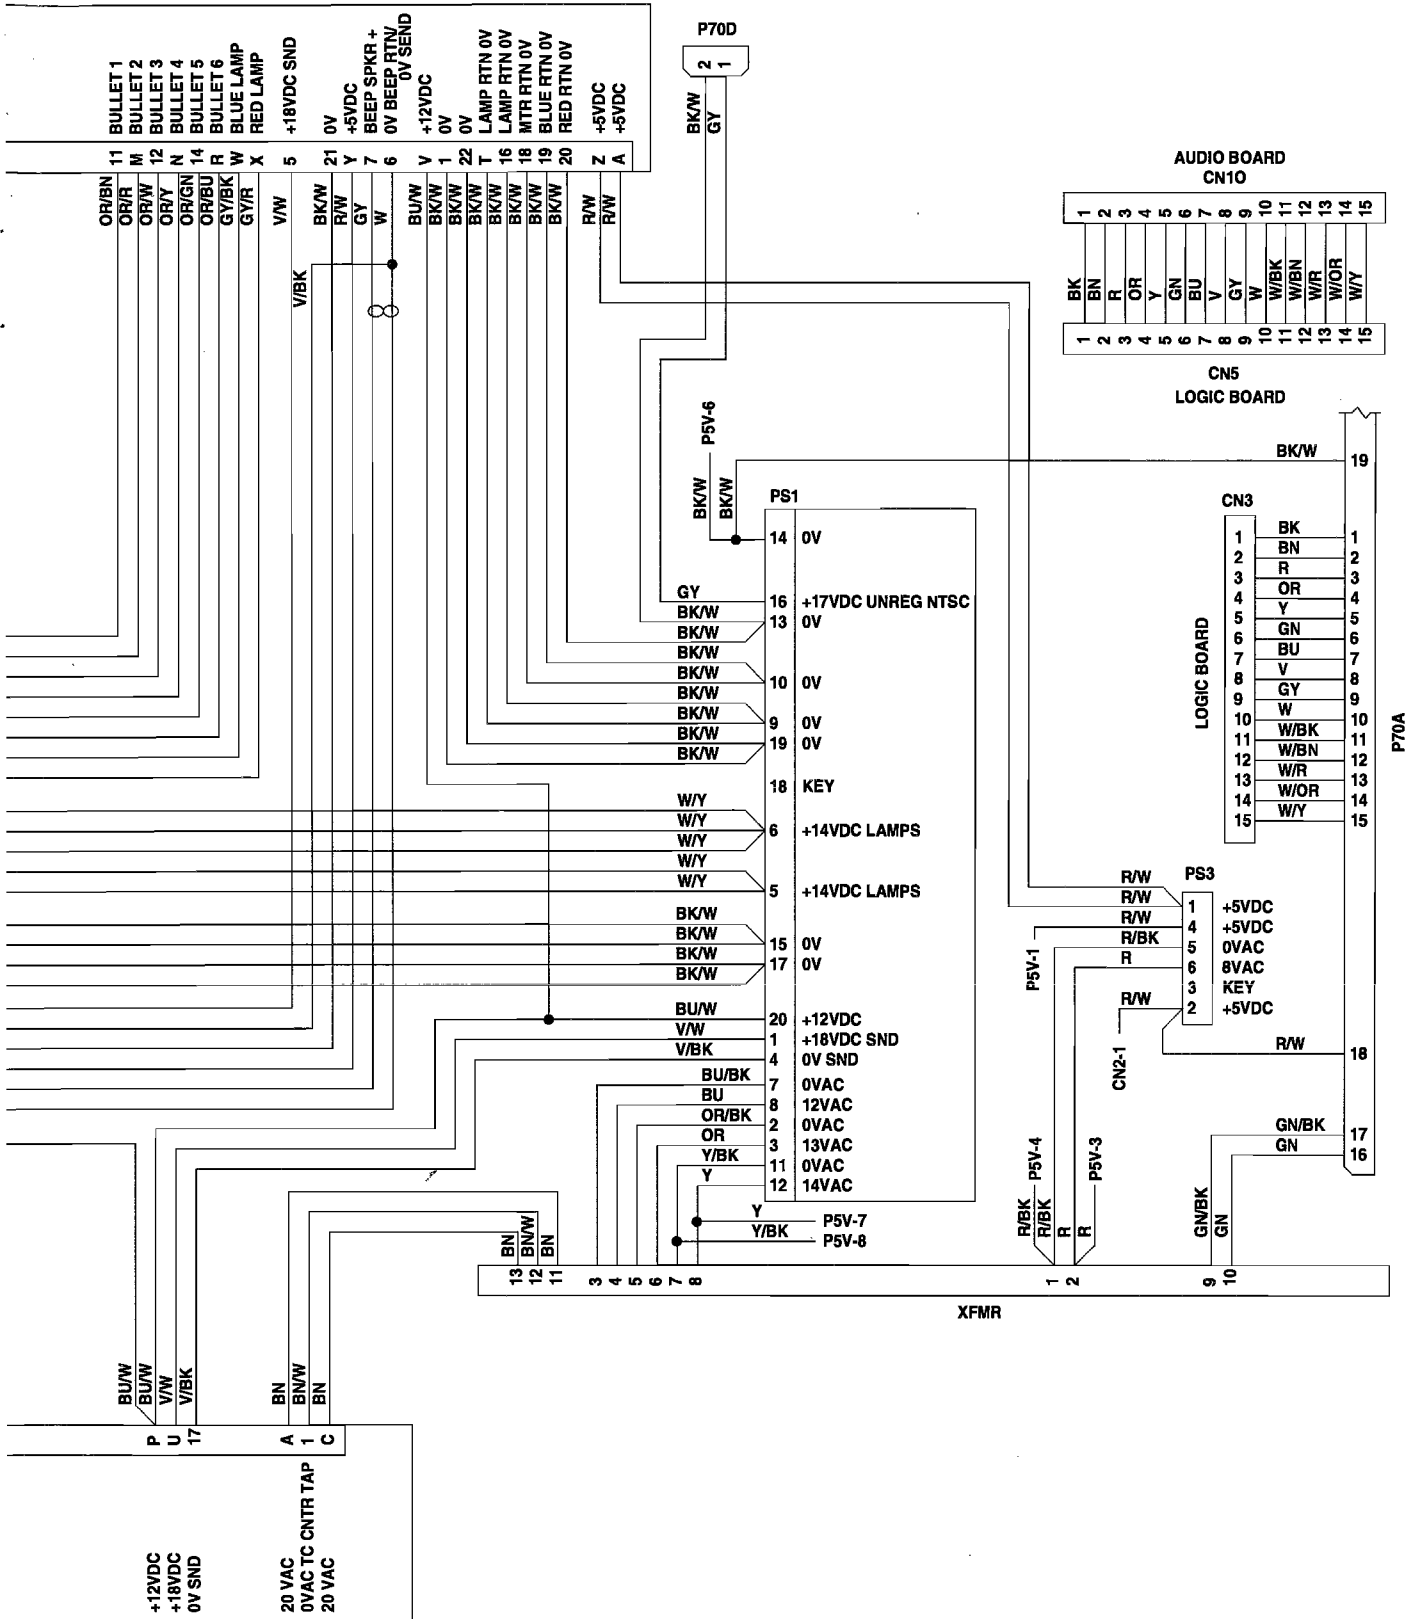 BULLET 1
BULLET 2
BULLET 3
BULLET 4
BULLET 5
BULLET 6
BLUE LAMP
RED LAMP
+18VDC SND
0V
+5VDC
BEEP SPKR +
0V BEEP RTN/
0V SEND
+12VDC
0V
0V
LAMP RTN 0V
LAMP RTN 0V
MTR RTN 0V
BLUE RTN 0V
RED RTN 0V
+5VDC
+5VDC
11
M
12
N
14
R
W
X
5
21
Y
7
6
V
1
22
T
16
18
19
20
Z
A
OR/BN
OR/R
OR/W
OR/Y
OR/GN
OR/BU
GY/BK
GY/R
V/W
BK/W
R/W
GY
W
BU/W
BK/W
BK/W
BK/W
BK/W
BK/W
BK/W
BK/W
R/W
R/W
V/BK
P70D
2
1
BK/W
GY
AUDIO BOARD
CN10
1
2
3
4
5
6
7
8
9
10
11
12
13
14
15
BK
BN
R
OR
Y
GN
BU
V
GY
W
W/BK
W/BN
W/R
W/OR
W/Y
1
2
3
4
5
6
7
8
9
10
11
12
13
14
15
CN5
LOGIC BOARD
P5V-6
BK/W
BK/W
PS1
14 0V
GY 16 +17VDC UNREG NTSC
BK/W 13 0V
BK/W
BK/W
BK/W 10 0V
BK/W
BK/W 9 0V
BK/W 19 0V
BK/W
18 KEY
W/Y
W/Y 6 +14VDC LAMPS
W/Y
W/Y
W/Y 5 +14VDC LAMPS
BK/W
BK/W 15 0V
BK/W 17 0V
BK/W
BU/W 20 +12VDC
V/W 1 +18VDC SND
V/BK 4 0V SND
BU/BK 7 0VAC
BU 8 12VAC
OR/BK 2 0VAC
OR 3 13VAC
Y/BK 11 0VAC
Y 12 14VAC
Y P5V-7
Y/BK P5V-8
BK/W 19
CN3
LOGIC BOARD
P70A
1 BK 1
2 BN 2
3 R 3
4 OR 4
5 Y 5
6 GN 6
7 BU 7
8 V 8
9 GY 9
10 W 10
11 W/BK 11
12 W/BN 12
13 W/R 13
14 W/OR 14
15 W/Y 15
PS3
R/W
R/W 1 +5VDC
R/W 4 +5VDC
R/BK 5 0VAC
R 6 8VAC
3 KEY
R/W 2 +5VDC
P5V-1
CN2-1
R/W 18
GN/BK 17
GN 16
P5V-4
P5V-3
R/BK
R/BK
R
R
GN/BK
GN
BN
BN/W
BN
13
12
11
3
4
5
6
7
8
1
2
9
10
XFMR
BU/W
BU/W
V/W
V/BK
BN
BN/W
BN
P
U
17
A
1
C
+12VDC
+18VDC
0V SND
20 VAC
0VAC TC CNTR TAP
20 VAC